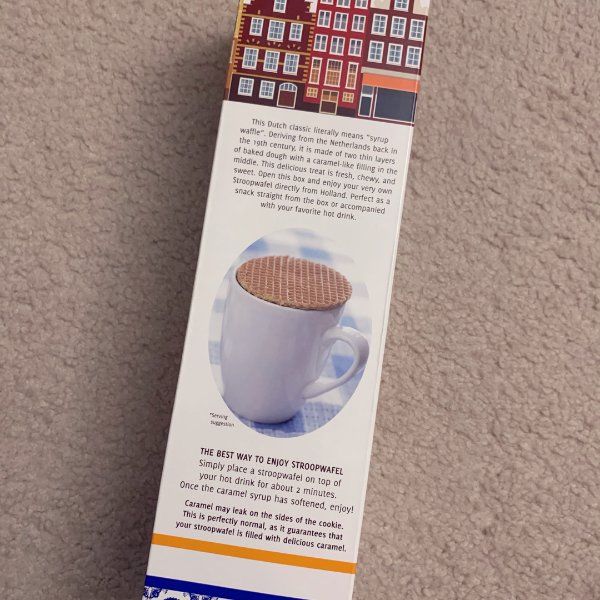 This Dutch classic literally means "syrup
waffle". Deriving from the Netherlands back in
the 19th century, it is made of two thin layers
of baked dough with a caramel-like filling in the
middle. This delicious treat is fresh, chewy, and
sweet. Open this box and enjoy your very own
Stroopwafel directly from Holland. Perfect as a
snack straight from the box or accompanied
with your favorite hot drink.
*Serving
suggestion
THE BEST WAY TO ENJOY STROOPWAFEL
Simply place a stroopwafel on top of
your hot drink for about 2 minutes.
Once the caramel syrup has softened, enjoy!
Caramel may leak on the sides of the cookie.
This is perfectly normal, as it guarantees that
your stroopwafel is filled with delicious caramel.